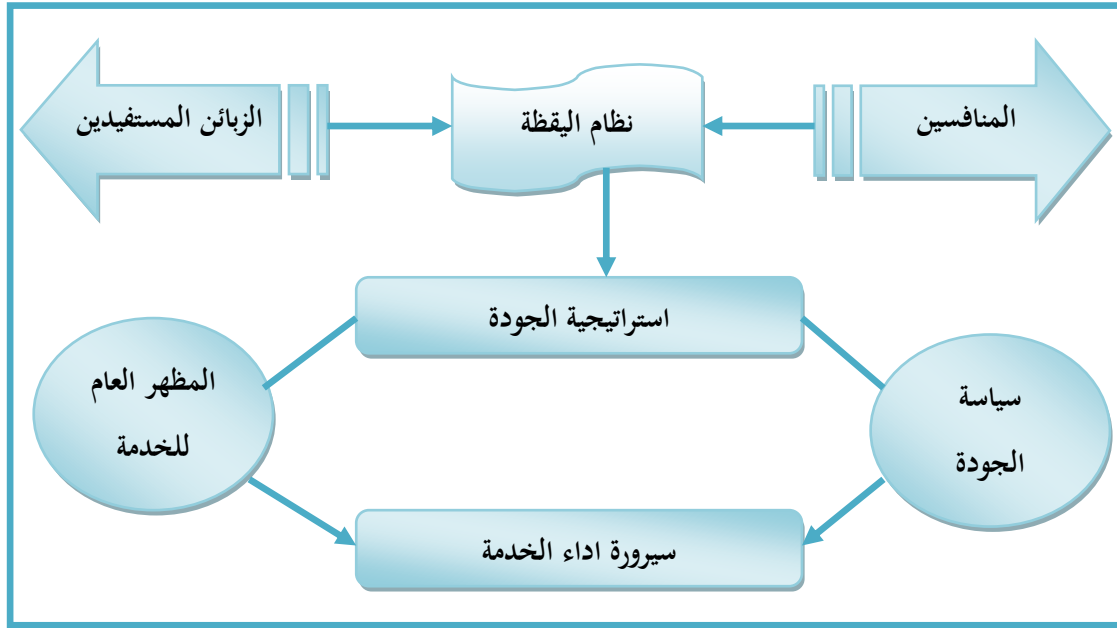 المنافسين
نظام اليقظة
الزبائن المستفيدين
استراتيجية الجودة
سياسة
الجودة
المظهر العام
للخدمة
سيرورة اداء الخدمة